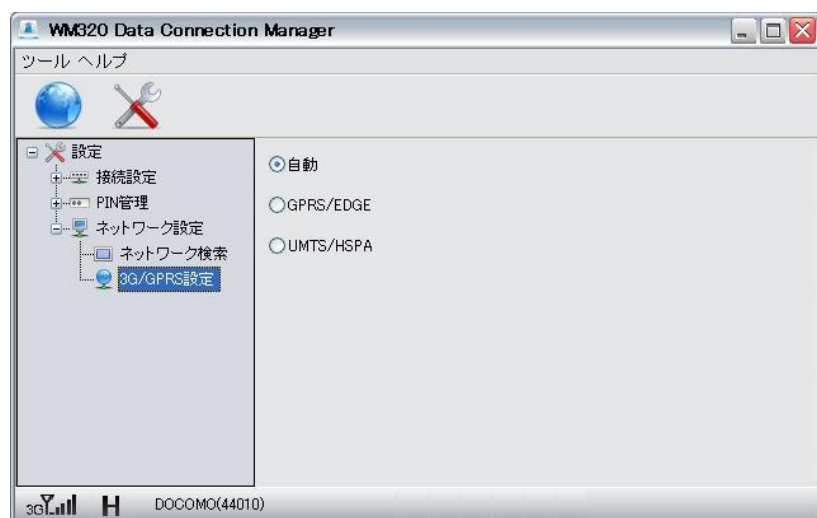 WM320 Data Connection Manager
ツール ヘルプ
設定
接続設定
PIN管理
ネットワーク設定
ネットワーク検索
3G/GPRS設定
自動
GPRS/EDGE
UMTS/HSPA
3G H DOCOMO(44010)